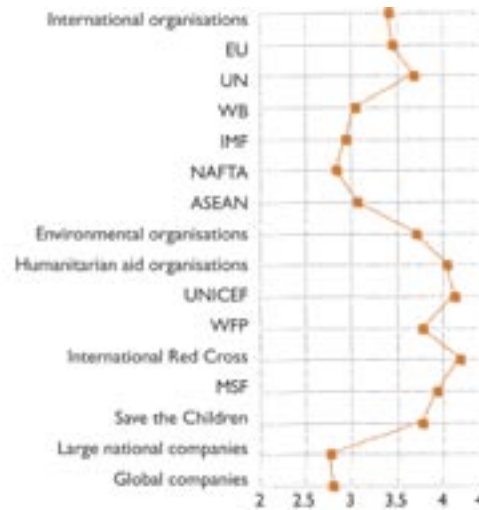 International organisations
EU
UN
WB
IMF
NAFTA
ASEAN
Environmental organisations
Humanitarian aid organisations
UNICEF
WFP
International Red Cross
MSF
Save the Children
Large national companies
Global companies
2 2.5 3 3.5 4